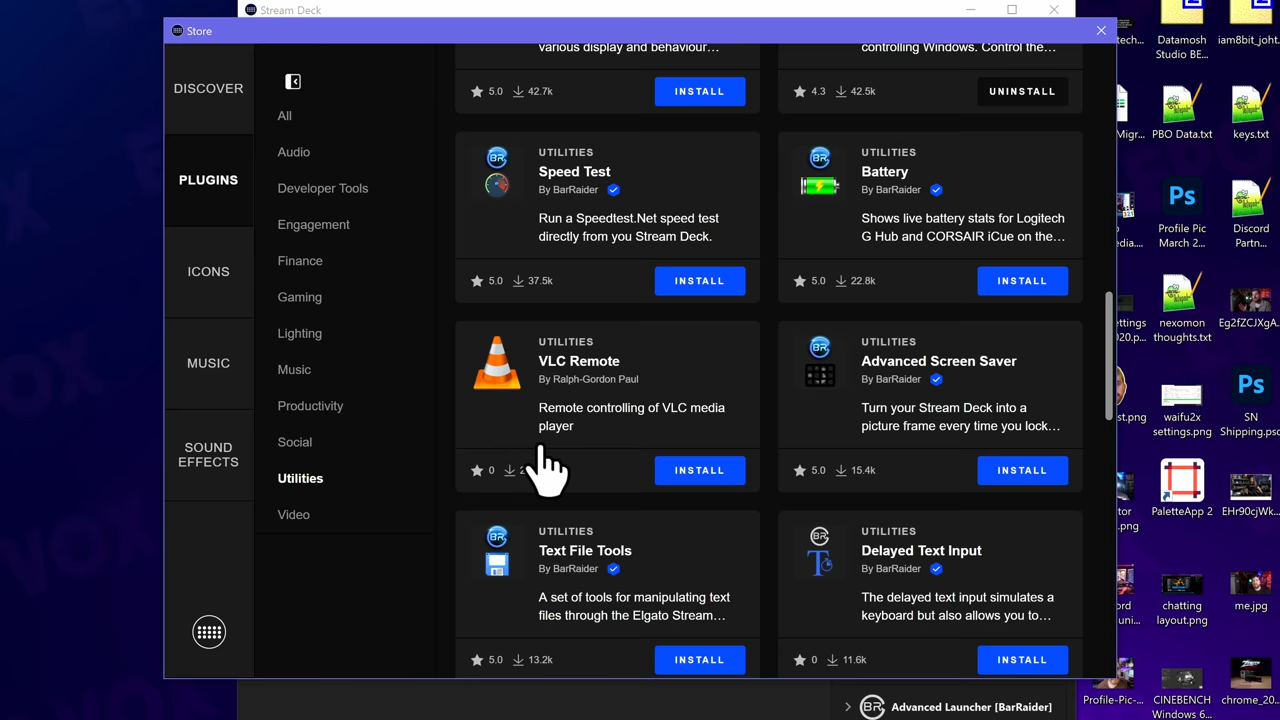 Stream Deck
Store
DISCOVER
PLUGINS
ICONS
MUSIC
SOUND
EFFECTS
All
Audio
Developer Tools
Engagement
Finance
Gaming
Lighting
Music
Productivity
Social
Utilities
Video
various display and behaviour…
5.0 42.7k
INSTALL
controlling Windows. Control the…
4.3 42.5k
UNINSTALL
UTILITIES
Speed Test
By BarRaider
Run a Speedtest.Net speed test
directly from you Stream Deck.
5.0 37.5k
INSTALL
UTILITIES
Battery
By BarRaider
Shows live battery stats for Logitech
G Hub and CORSAIR iCue on the…
5.0 22.8k
INSTALL
UTILITIES
VLC Remote
By Ralph-Gordon Paul
Remote controlling of VLC media
player
0
INSTALL
UTILITIES
Advanced Screen Saver
By BarRaider
Turn your Stream Deck into a
picture frame every time you lock…
5.0 15.4k
INSTALL
UTILITIES
Text File Tools
By BarRaider
A set of tools for manipulating text
files through the Elgato Stream…
5.0 13.2k
INSTALL
UTILITIES
Delayed Text Input
By BarRaider
The delayed text input simulates a
keyboard but also allows you to…
0 11.6k
INSTALL
Advanced Launcher [BarRaider]
Datamosh
Studio BE...
iam8bit_joht...
PBO Data.txt
keys.txt
Ps
Profile Pic
March 2...
Discord
Partn...
nexomon
thoughts.txt
Eg2fZCJXgA...
waifu2x
settings.png
Ps
SN
Shipping.psd
PaletteApp 2
EHr90cjWk...
chatting
layout.png
me.jpg
Profile-Pic-...
CINEBENCH
Windows 6...
chrome_20...